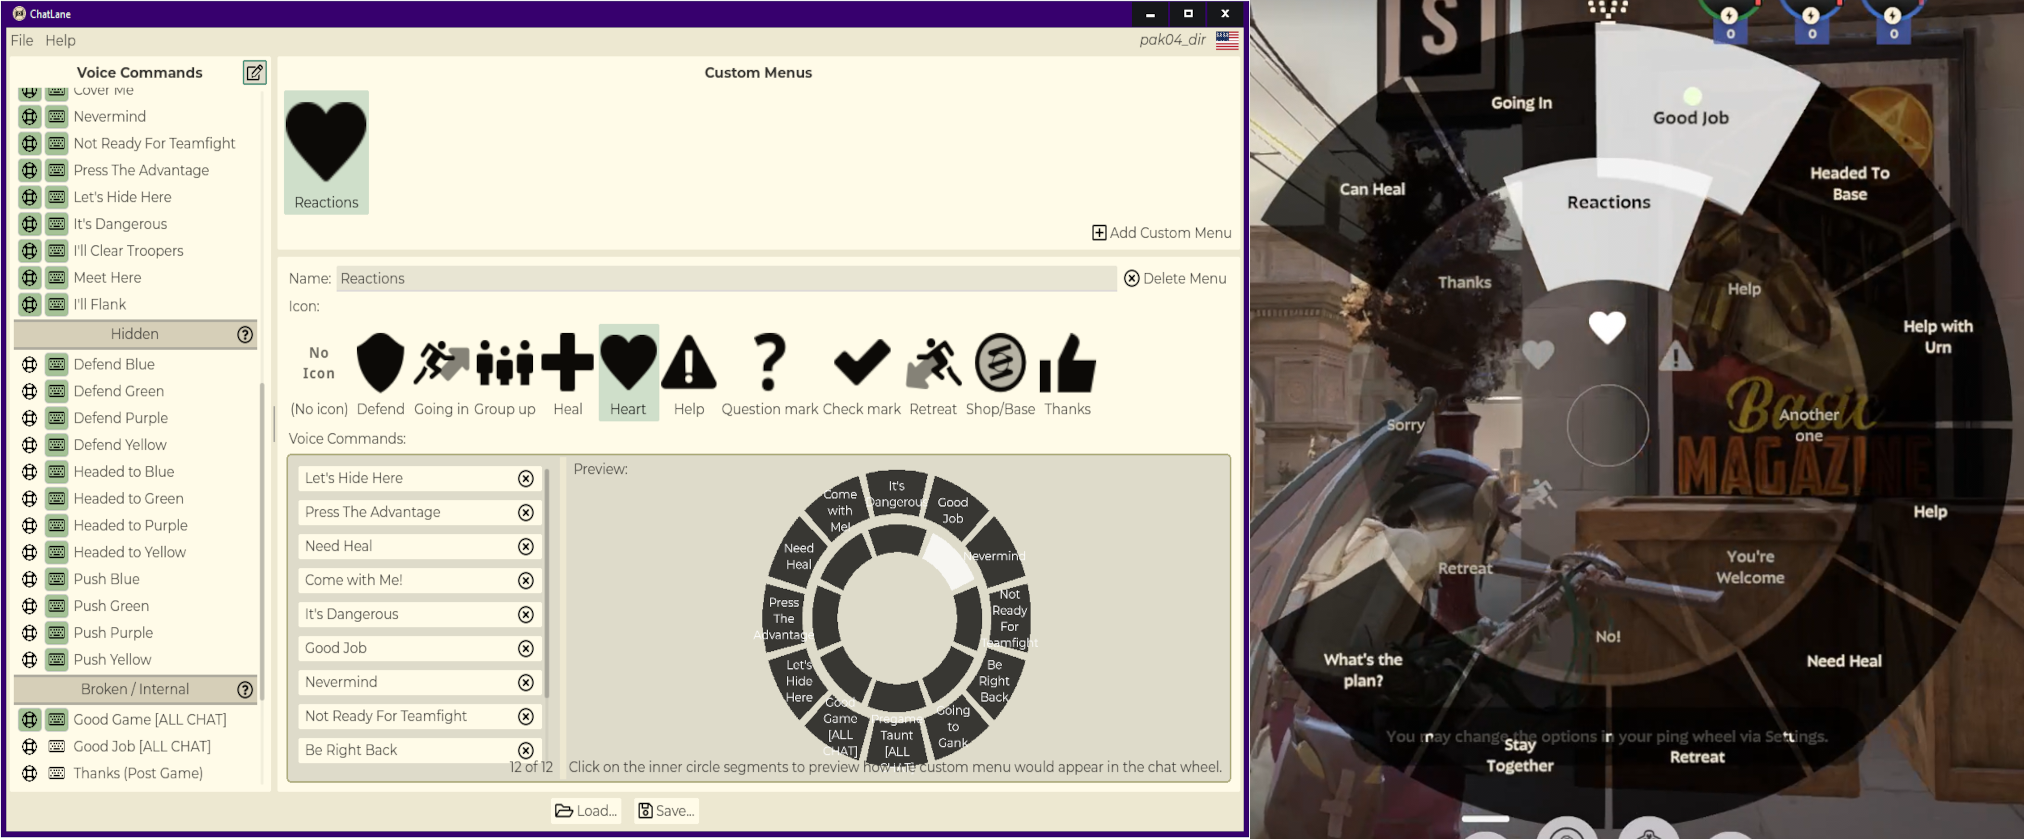 ChatLane
File Help
pak04_dir
Voice Commands
Cover Me
Nevermind
Not Ready For Teamfight
Press The Advantage
Let's Hide Here
It's Dangerous
I'll Clear Troopers
Meet Here
I'll Flank
Hidden
Defend Blue
Defend Green
Defend Purple
Defend Yellow
Headed to Blue
Headed to Green
Headed to Purple
Headed to Yellow
Push Blue
Push Green
Push Purple
Push Yellow
Broken / Internal
Good Game [ALL CHAT]
Good Job [ALL CHAT]
Thanks (Post Game)
Custom Menus
Reactions
Add Custom Menu
Name: Reactions
Delete Menu
Icon:
No
Icon
(No icon) Defend Going in Group up Heal Heart Help Question mark Check mark Retreat Shop/Base Thanks
Voice Commands:
Let's Hide Here
Press The Advantage
Need Heal
Come with Me!
It's Dangerous
Good Job
Nevermind
Not Ready For Teamfight
Be Right Back
12 of 12
Preview:
It's
Dangerous
Good
Job
Nevermind
Not
Ready
For
Teamfight
Be
Right
Back
Going
to
Gank
Pregame
Taunt
[ALL
CHAT]
Good
Game
[ALL
CHAT]
Let's
Hide
Here
Press
The
Advantage
Need
Heal
Come
with
Me!
Click on the inner circle segments to preview how the custom menu would appear in the chat wheel.
Load...
Save...
S
0
0
0
Going In
Good Job
Can Heal
Headed To
Base
Reactions
Thanks
Help
Help with
Urn
Sorry
Another
one
Basic
MAGAZINE
Help
Retreat
You're
Welcome
No!
What's the
plan?
Need Heal
You may change the options in your ping wheel via Settings.
Stay
Together
Retreat